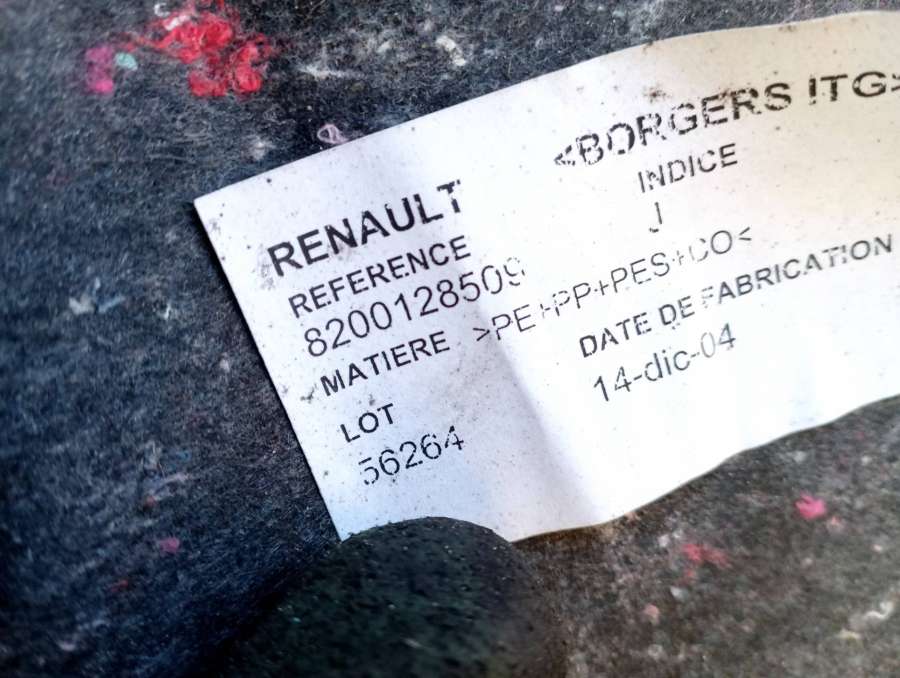 <BORGERS ITG>
RENAULT
INDICE
REFERENCE
J
8200128509
MATIERE >PE+PP+PES+CO<
DATE DE FABRICATION
LOT
14-dic-04
56264